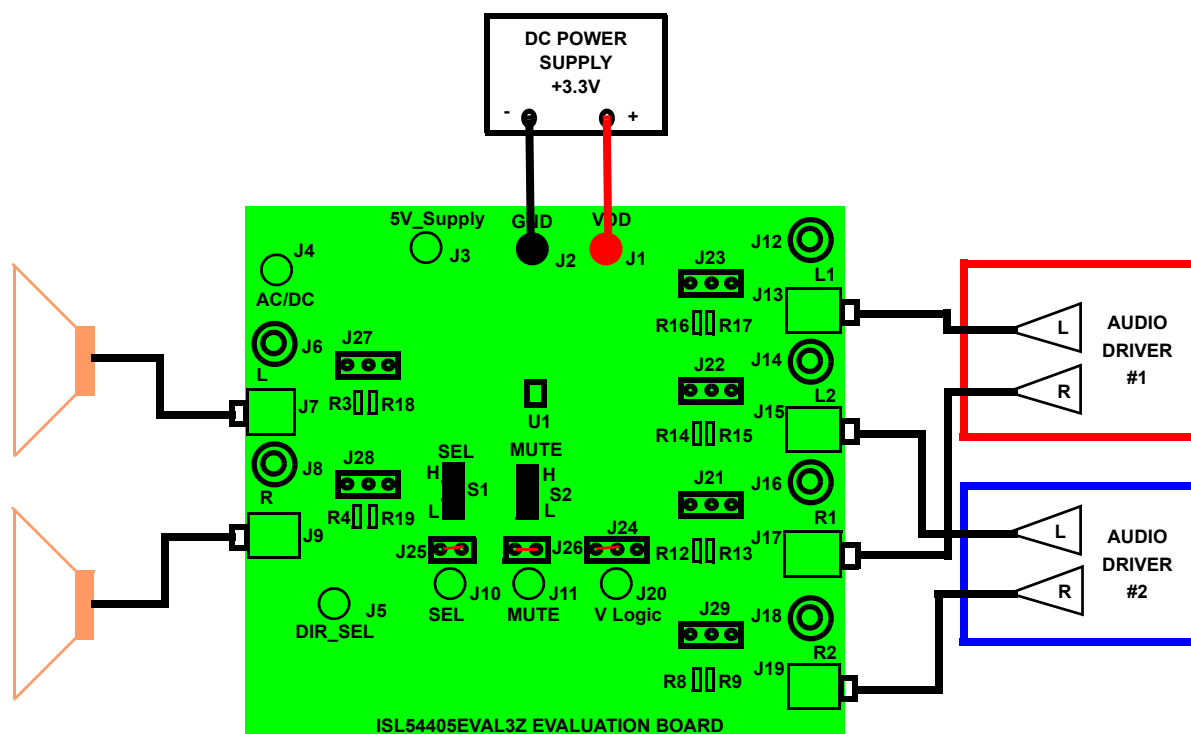 DC POWER
SUPPLY
+3.3V
- +
5V_Supply
GND
VDD
J4
AC/DC
J3
J2
J1
J12
L1
J23
J13
R16
R17
J6
L
J27
J7
R3
R18
U1
J14
L2
J22
J15
R14
R15
J8
R
J28
J9
R4
R19
SEL
H
L
S1
MUTE
H
L
S2
J16
R1
J21
J17
R12
R13
J25
J26
J24
J10
SEL
J11
MUTE
J20
V Logic
J5
DIR_SEL
J18
R2
J29
J19
R8
R9
ISL54405EVAL3Z EVALUATION BOARD
L
R
AUDIO
DRIVER
#1
L
R
AUDIO
DRIVER
#2